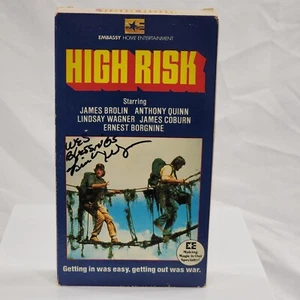 EMBASSY HOME ENTERTAINMENT
HIGH RISK
Starring
JAMES BROLIN ANTHONY QUINN
LINDSAY WAGNER JAMES COBURN
ERNEST BORGNINE
Getting in was easy, getting out was war.